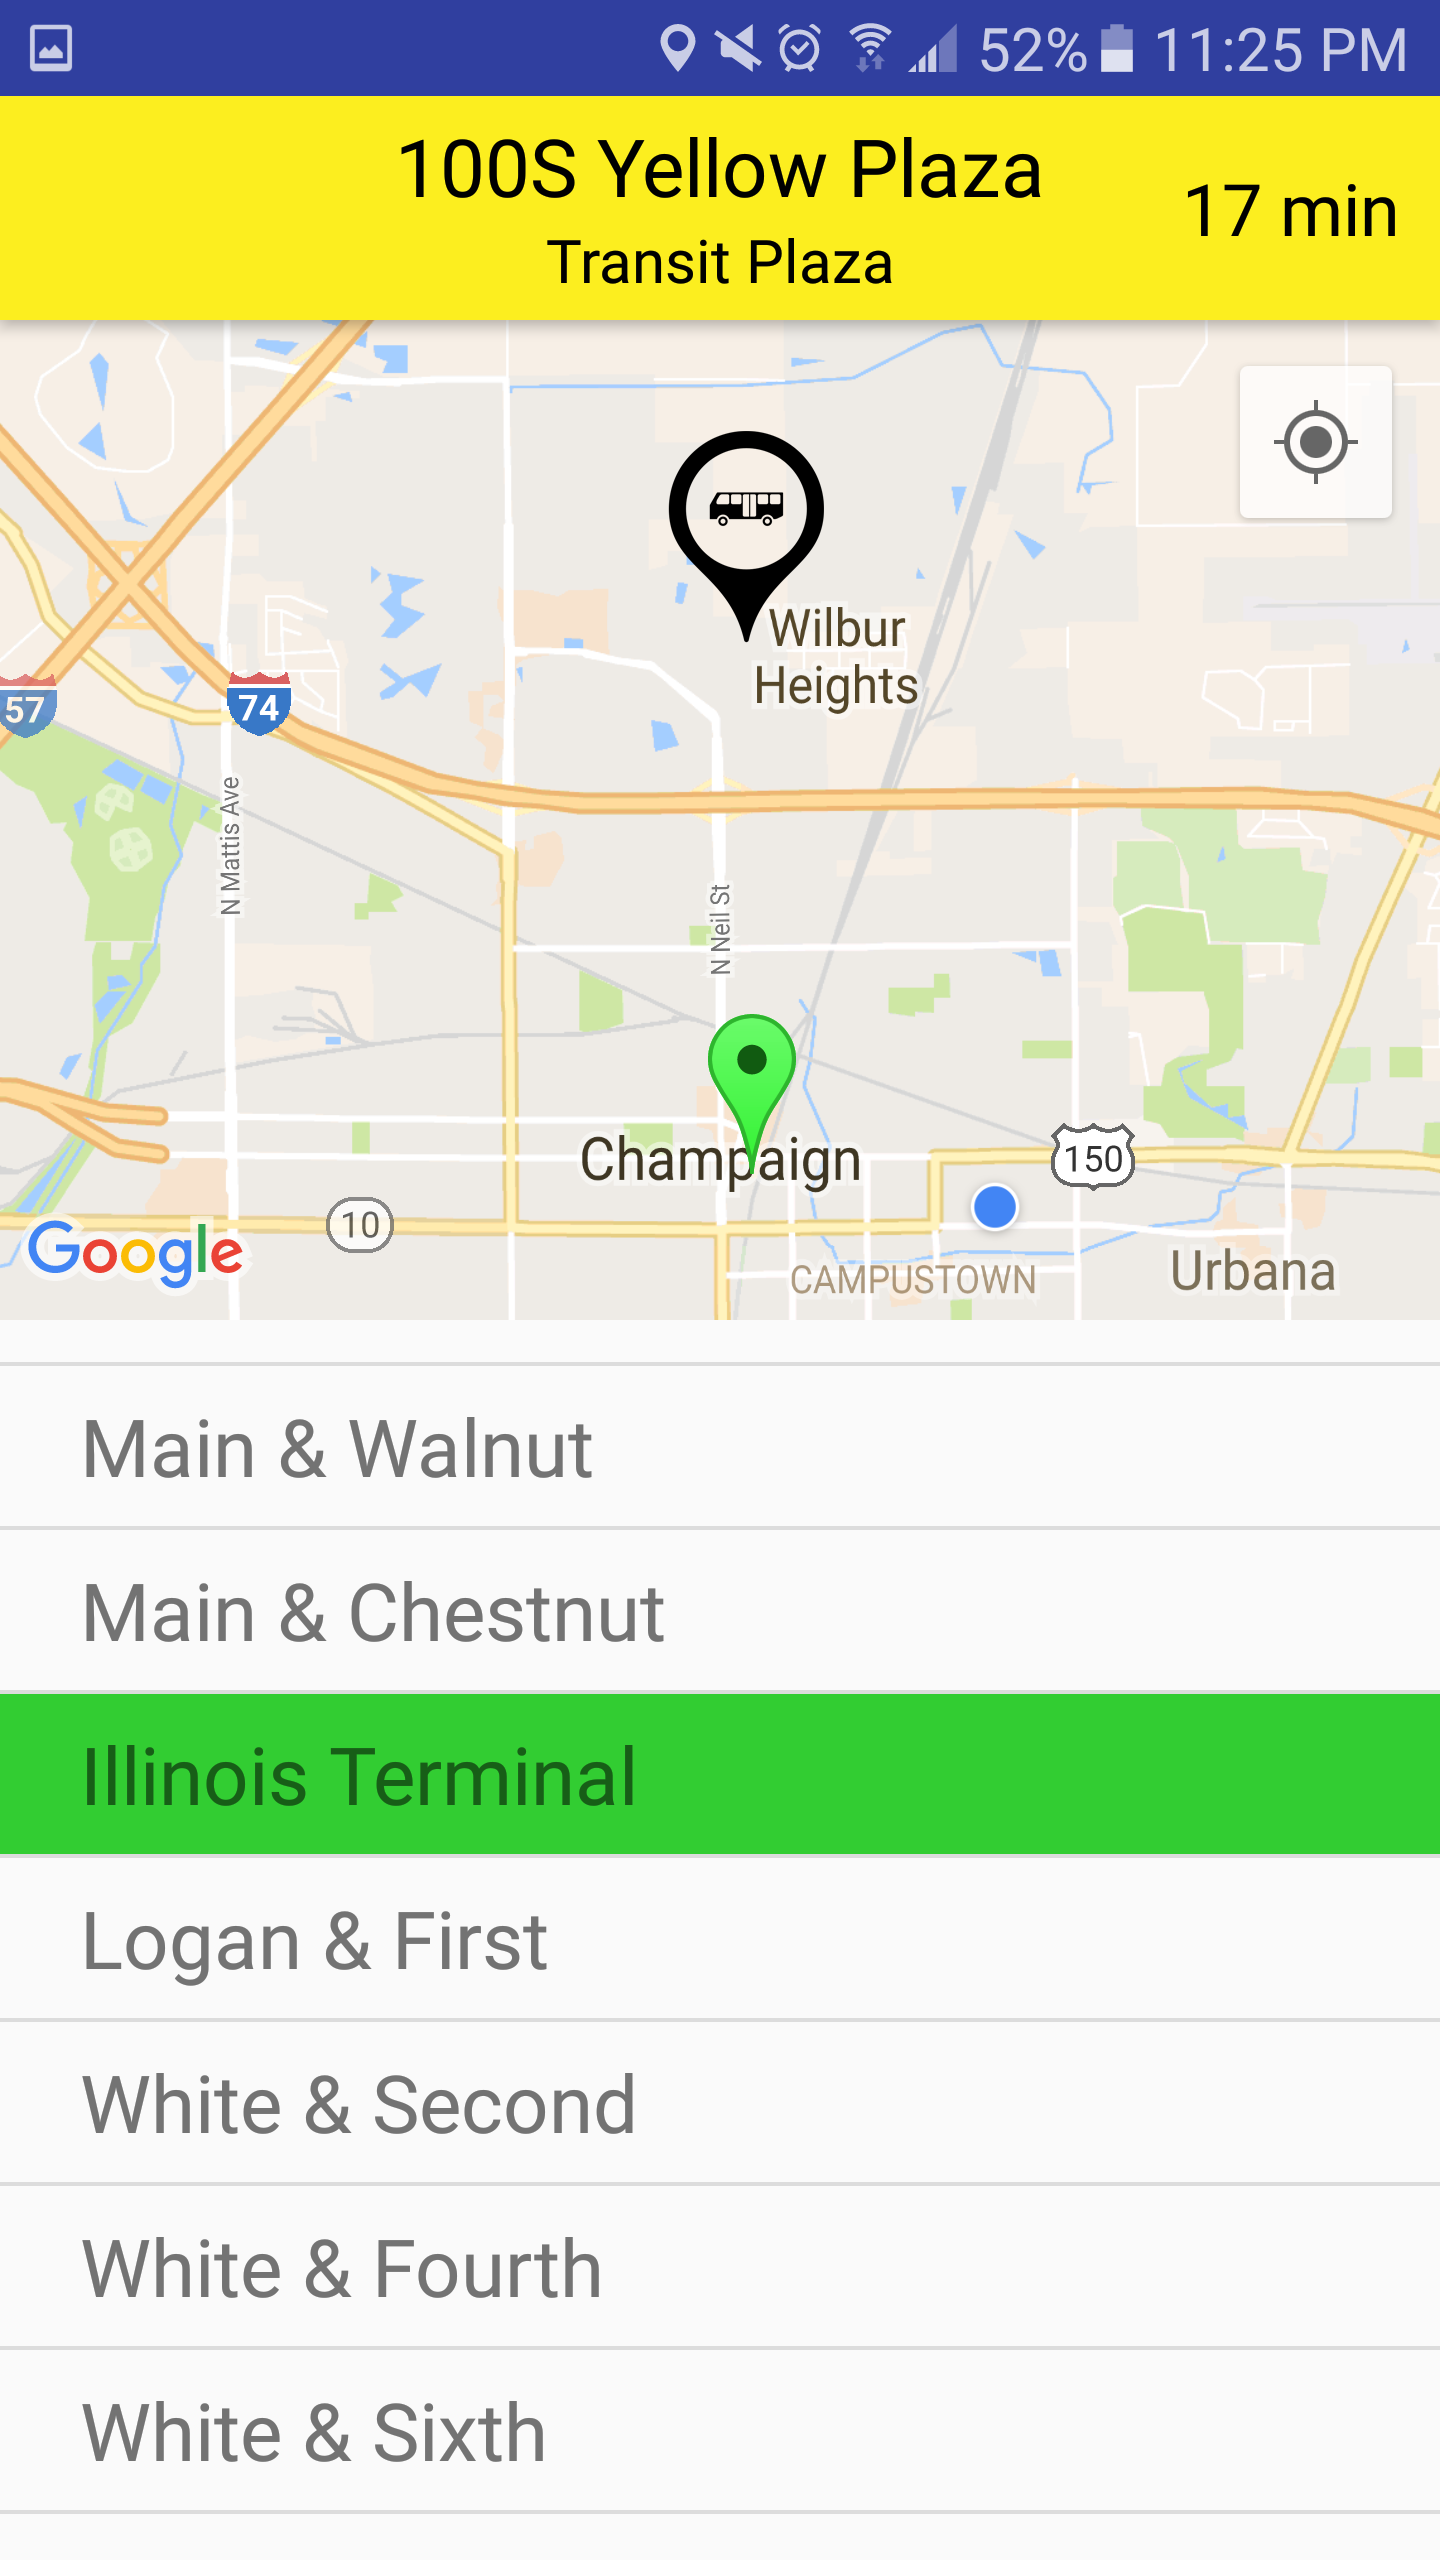 52% 11:25 PM
100S Yellow Plaza
17 min
Transit Plaza
Wilbur
Heights
57
74
N Mattis Ave
N Neil St
Champaign
150
10
Google
CAMPUSTOWN
Urbana
Main & Walnut
Main & Chestnut
Illinois Terminal
Logan & First
White & Second
White & Fourth
White & Sixth